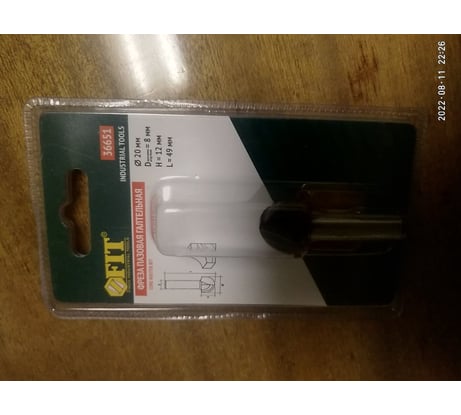 36651
INDUSTRIAL TOOLS
Ø 20 мм
D = 8 мм
H = 12 мм
L = 49 мм
FIT
ФРЕЗА ПАЗОВАЯ ГАЛТЕЛЬНАЯ
2022-08-11 22:26